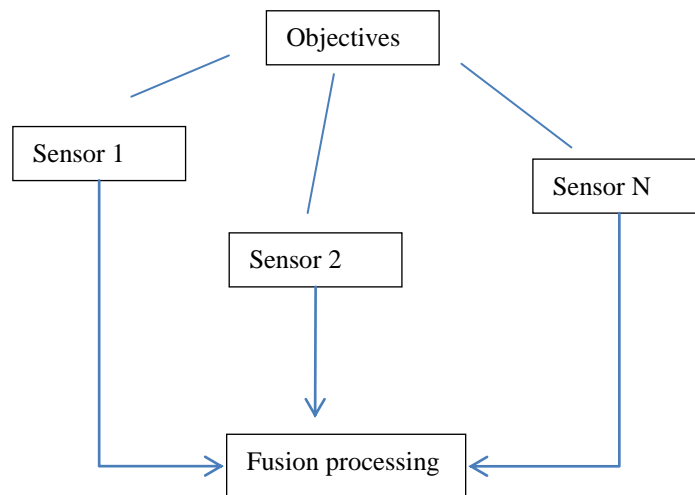 Objectives
Sensor 1
Sensor N
Sensor 2
Fusion processing